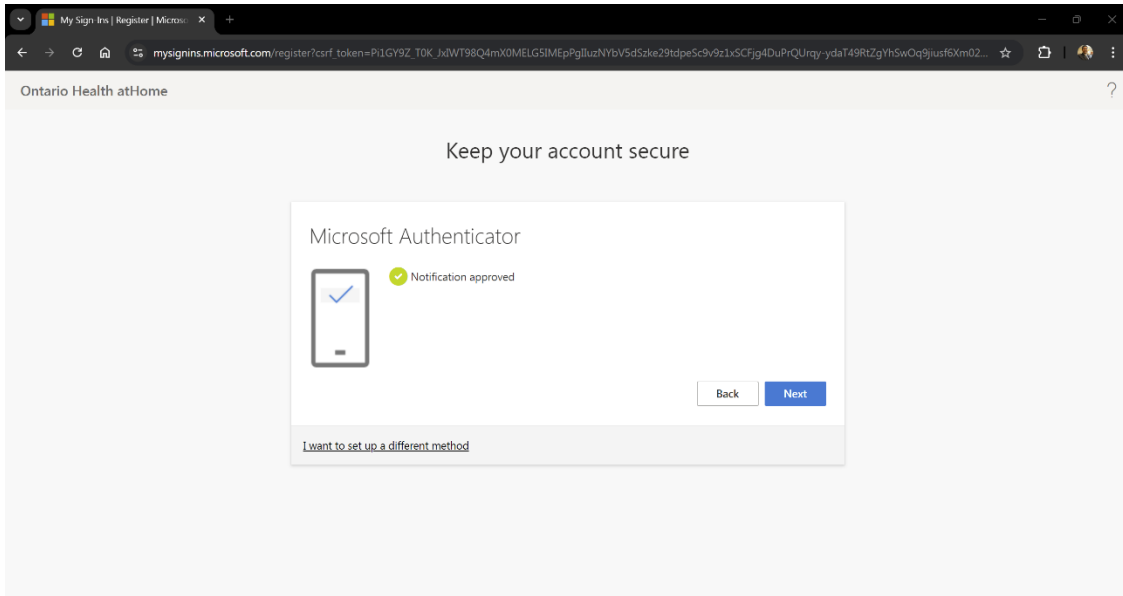 My Sign-Ins | Register | Microso
mysignins.microsoft.com/register?csrf_token=Pi1GY9Z_T0K_JxIWT98Q4mX0MELG5IMEpPgIIuzNYbV5dSzke29tdpeSc9v9z1xSCFjg4DuPrQUrqy-ydaT49RtZgYhSwOq9jiusf6Xm02...
Ontario Health atHome
?
Keep your account secure
Microsoft Authenticator
Notification approved
Back Next
I want to set up a different method